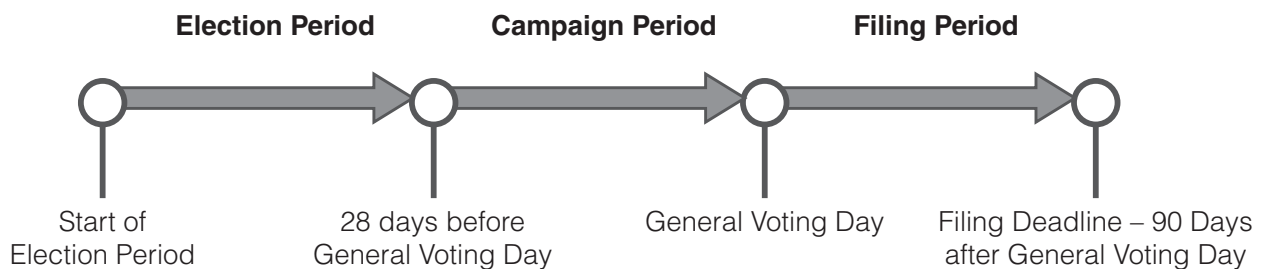 Election Period
Campaign Period
Filing Period
Start of
Election Period
28 days before
General Voting Day
General Voting Day
Filing Deadline – 90 Days
after General Voting Day